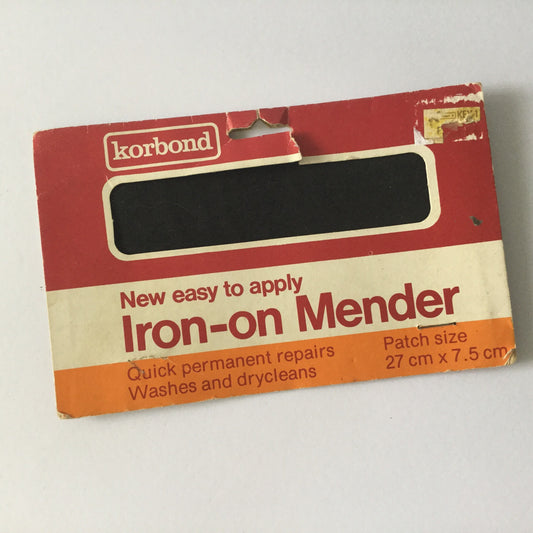 korbond
New easy to apply
Iron-on Mender
Quick permanent repairs
Washes and drycleans
Patch size
27 cm x 7.5 cm